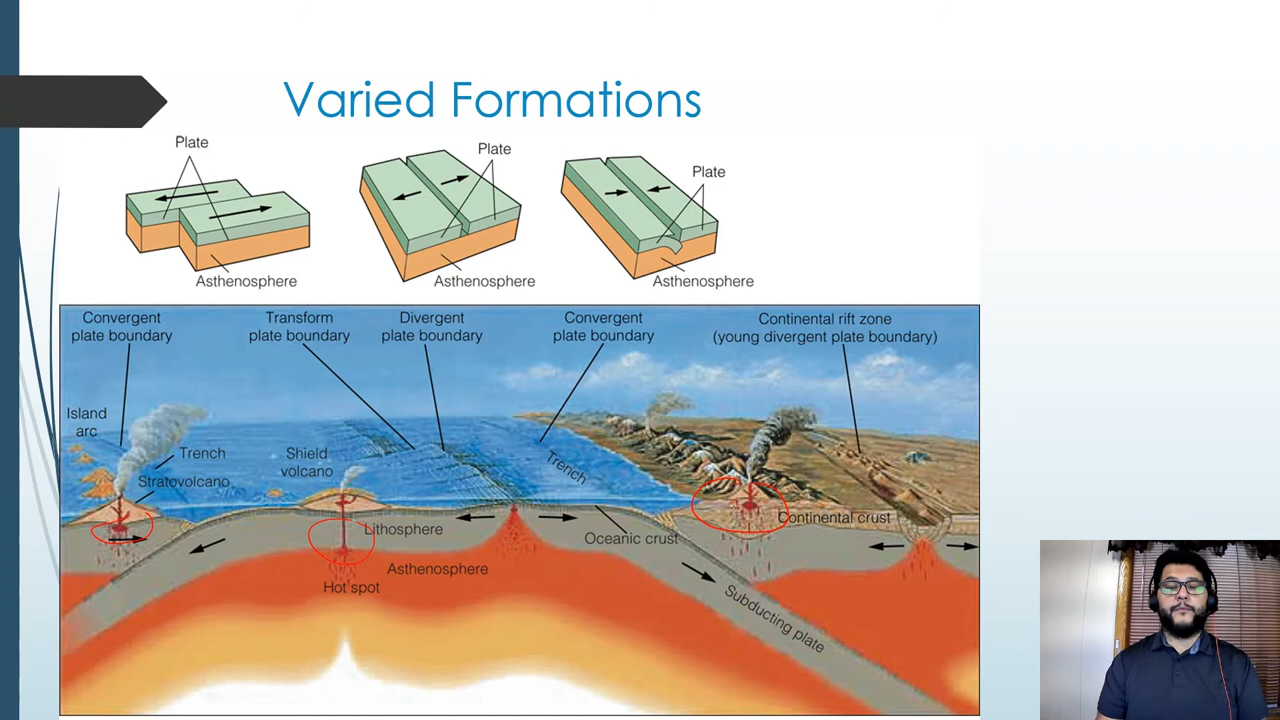 Varied Formations
Plate
Plate
Plate
Asthenosphere
Asthenosphere
Asthenosphere
Convergent
plate boundary
Transform
plate boundary
Divergent
plate boundary
Convergent
plate boundary
Continental rift zone
(young divergent plate boundary)
Island
arc
Trench
Stratovolcano
Shield
volcano
Trench
Lithosphere
Continental crust
Oceanic crust
Asthenosphere
Hot spot
Subducting plate